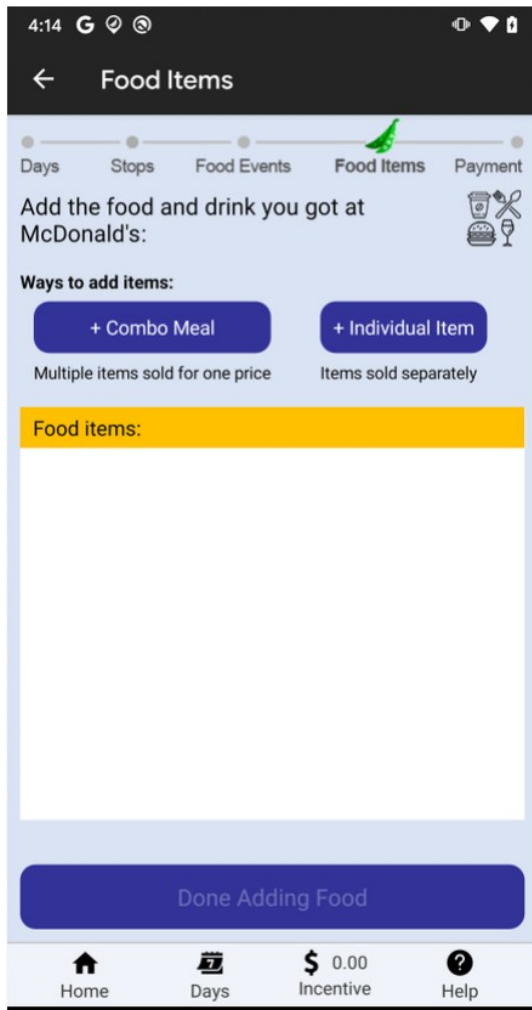 4:14 G
Food Items
Days Stops Food Events Food Items Payment
Add the food and drink you got at
McDonald's:
Ways to add items:
+ Combo Meal + Individual Item
Multiple items sold for one price Items sold separately
Food items:
Done Adding Food
7 $ 0.00 ?
Home Days Incentive Help